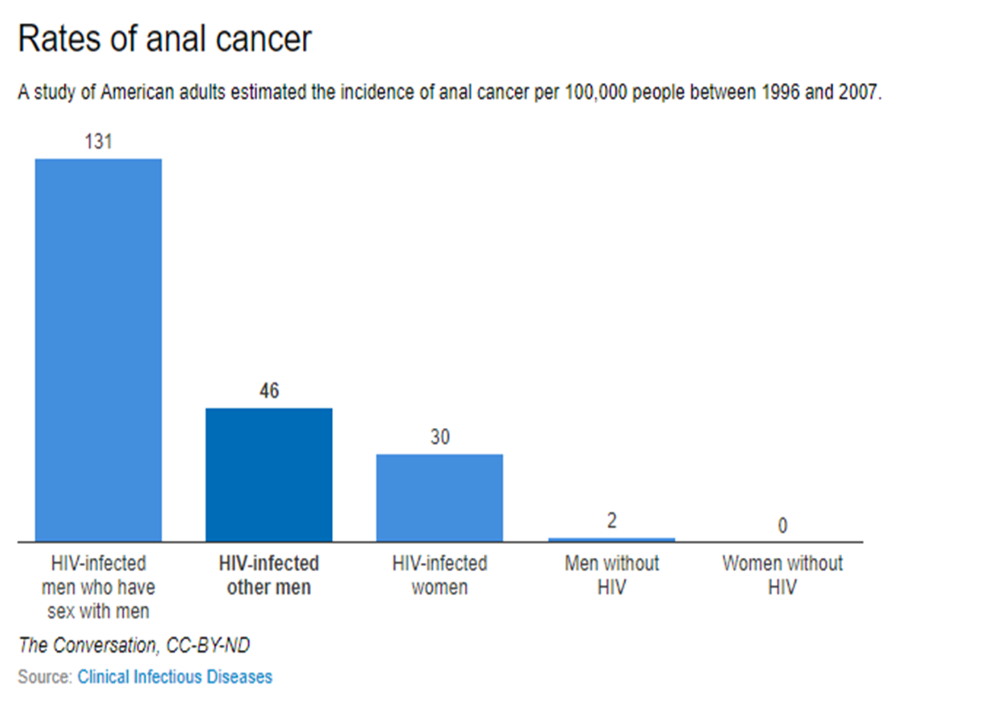 Rates of anal cancer
A study of American adults estimated the incidence of anal cancer per 100,000 people between 1996 and 2007.
131
46
30
2
0
HIV-infected
men who have
sex with men
HIV-infected
other men
HIV-infected
women
Men without
HIV
Women without
HIV
The Conversation, CC-BY-ND
Source: Clinical Infectious Diseases